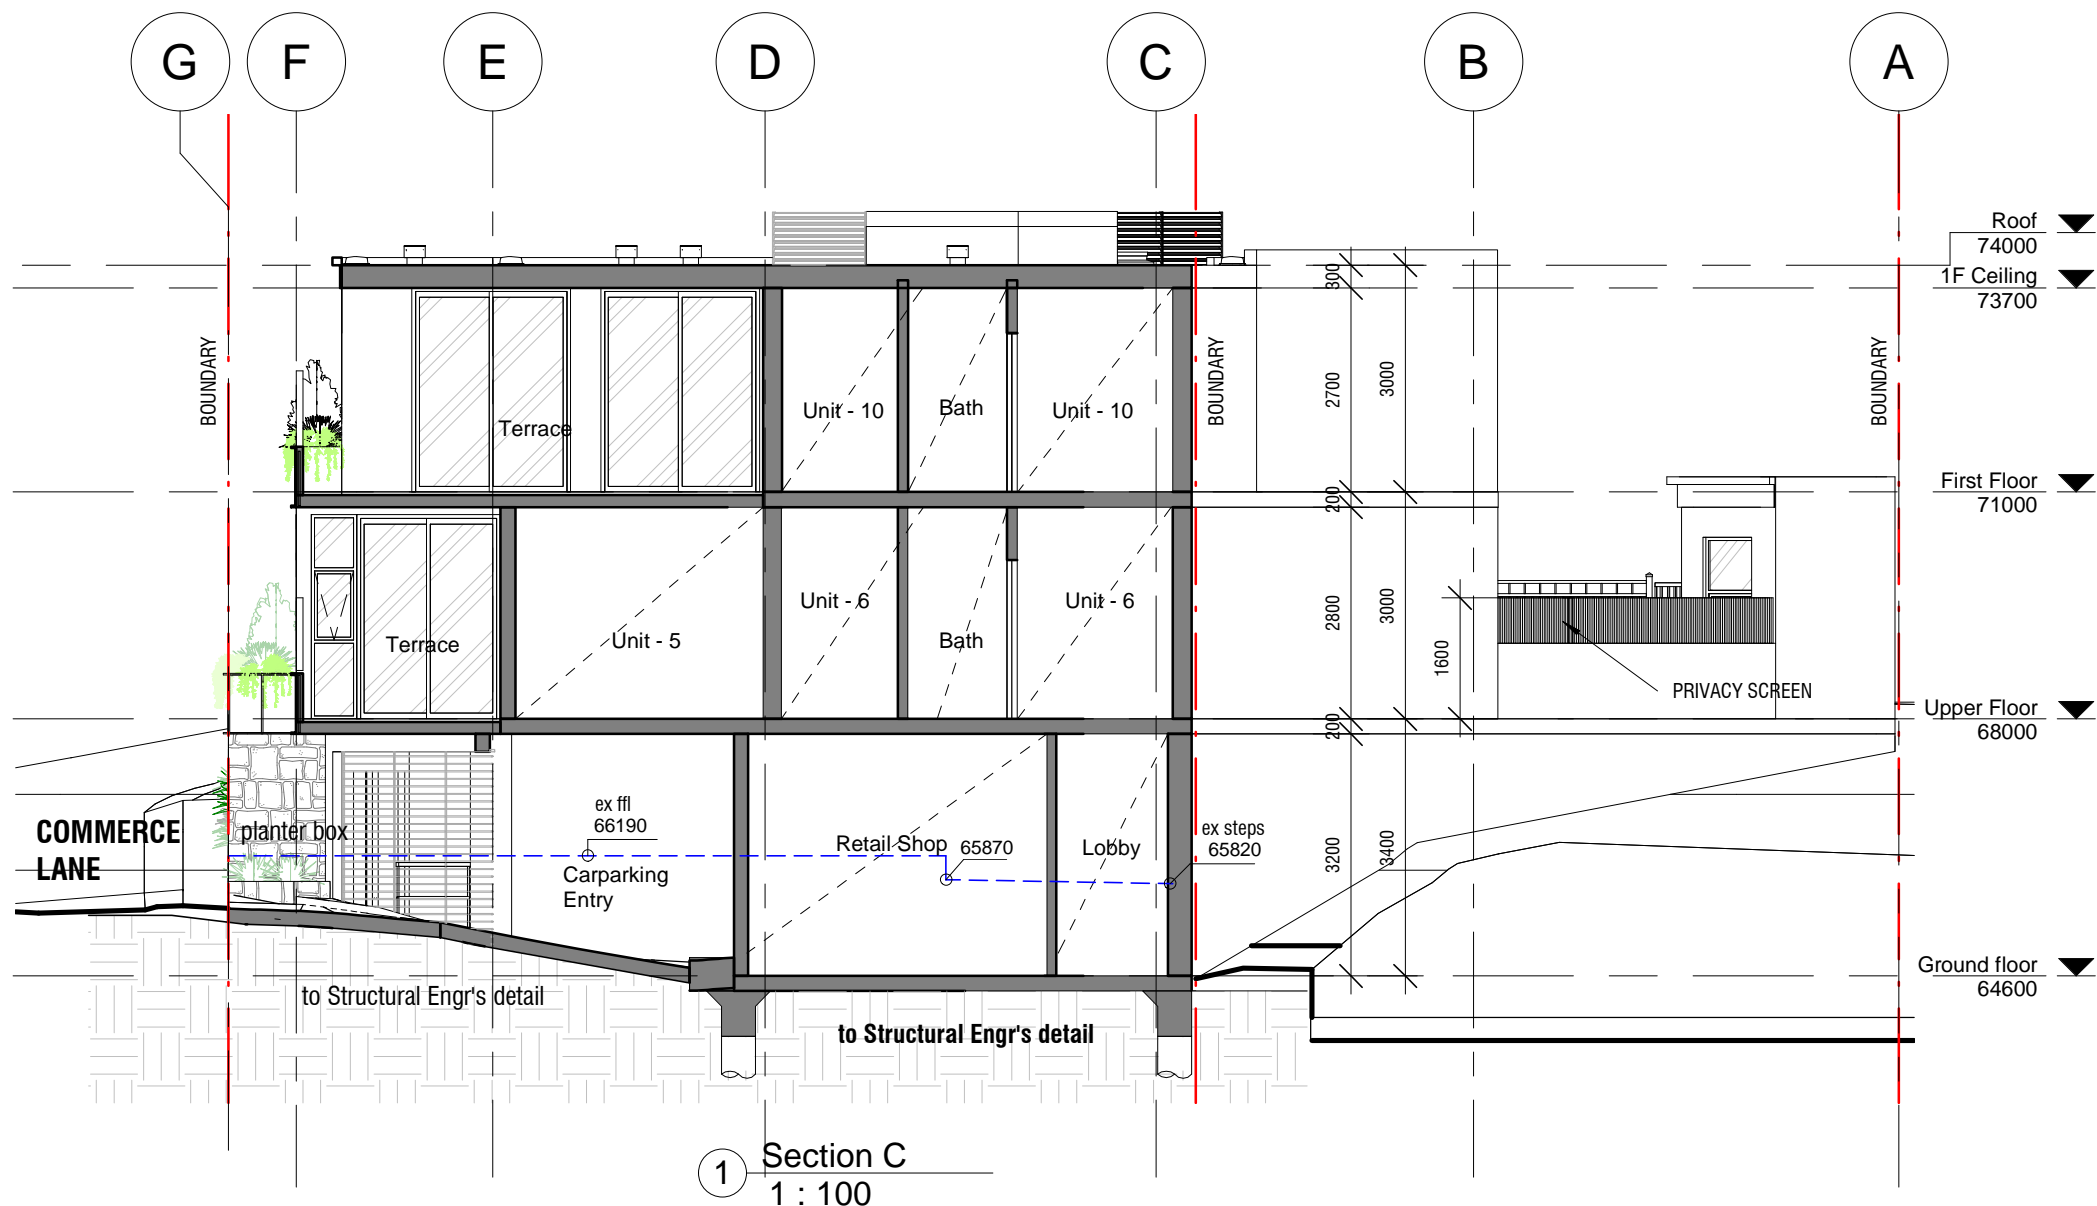 G
F
E
D
C
B
A
Roof
74000
1F Ceiling
73700
First Floor
71000
Upper Floor
68000
Ground floor
64600
BOUNDARY
BOUNDARY
BOUNDARY
300
2700
3000
200
2800
3000
1600
200
3200
3400
Terrace
Unit - 10
Bath
Unit - 10
Terrace
Unit - 5
Unit - 6
Bath
Unit - 6
PRIVACY SCREEN
COMMERCE
LANE
planter box
ex ffl
66190
Carparking
Entry
Retail Shop
65870
Lobby
ex steps
65820
to Structural Engr's detail
to Structural Engr's detail
1
Section C
1 : 100